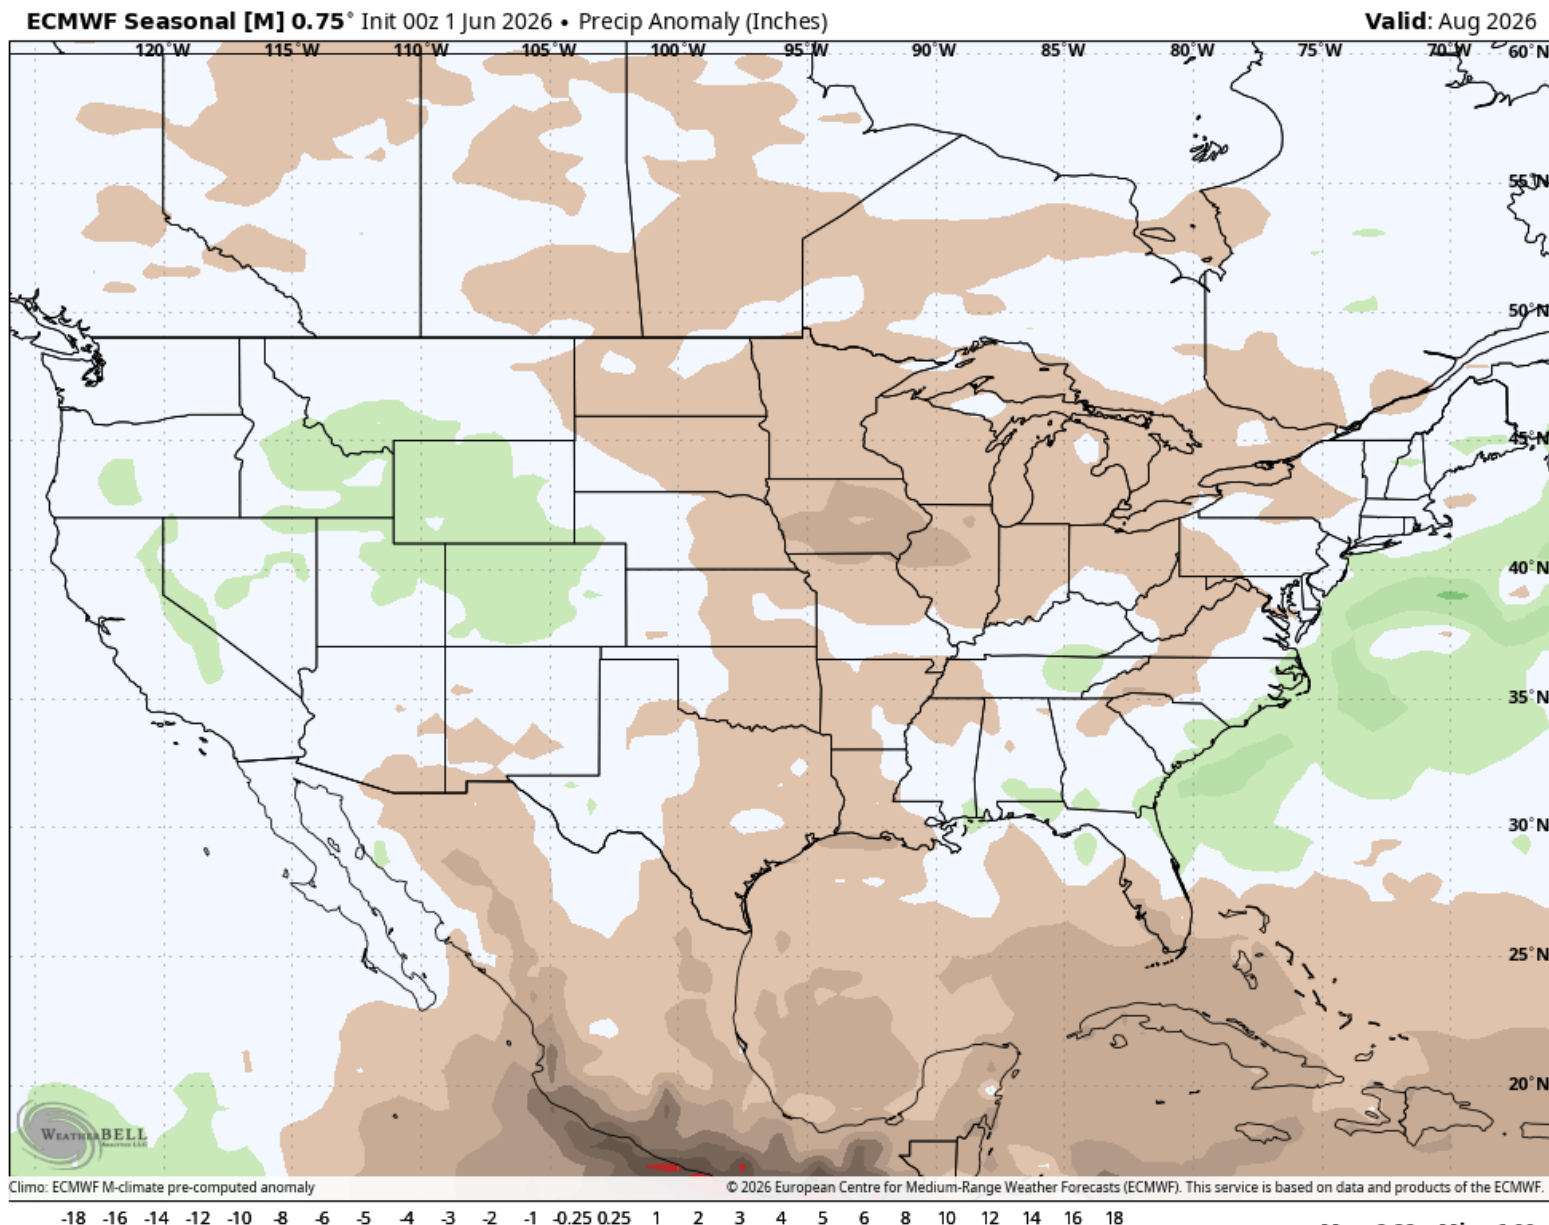 ECMWF Seasonal [M] 0.75° Init 00z 1 Jun 2026 • Precip Anomaly (Inches) Valid: Aug 2026
120°W 115°W 110°W 105°W 100°W 95°W 90°W 85°W 80°W 75°W 70°W 60°N
55°N
50°N
45°N
40°N
35°N
30°N
25°N
20°N
WEATHERBELL
Climo: ECMWF M-climate pre-computed anomaly © 2026 European Centre for Medium-Range Weather Forecasts (ECMWF). This service is based on data and products of the ECMWF.
-18 -16 -14 -12 -10 -8 -6 -5 -4 -3 -2 -1 -0.25 0.25 1 2 3 4 5 6 8 10 12 14 16 18